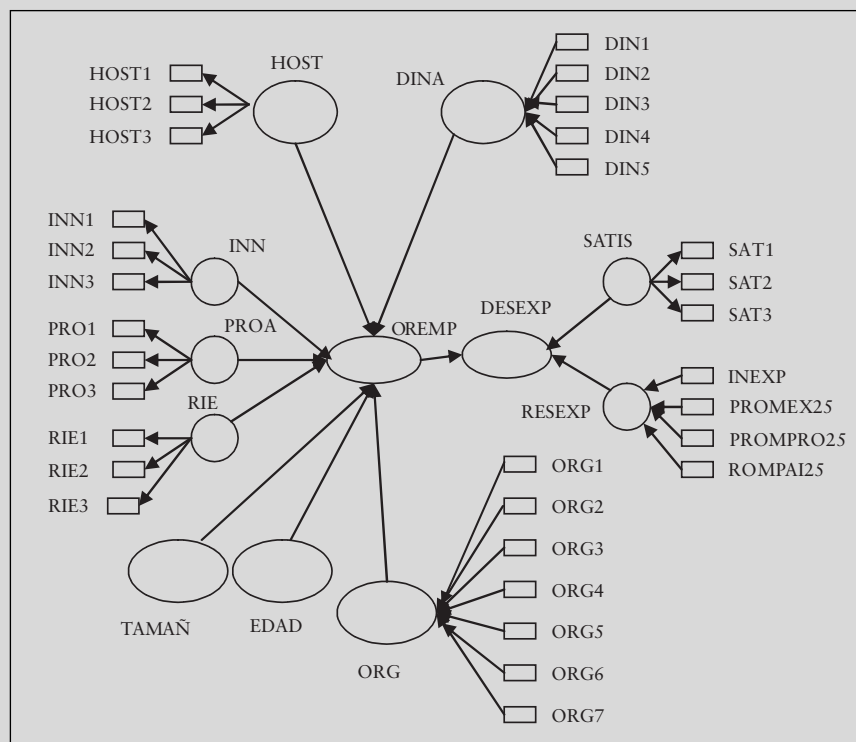 HOST
HOST1
HOST2
HOST3
DINA
DIN1
DIN2
DIN3
DIN4
DIN5
INN1
INN2
INN3
INN
PRO1
PRO2
PRO3
PROA
RIE
RIE1
RIE2
RIE3
OREMP
DESEXP
SATIS
SAT1
SAT2
SAT3
RESEXP
INEXP
PROMEX25
PROMPRO25
ROMPAI25
TAMAÑ
EDAD
ORG
ORG1
ORG2
ORG3
ORG4
ORG5
ORG6
ORG7